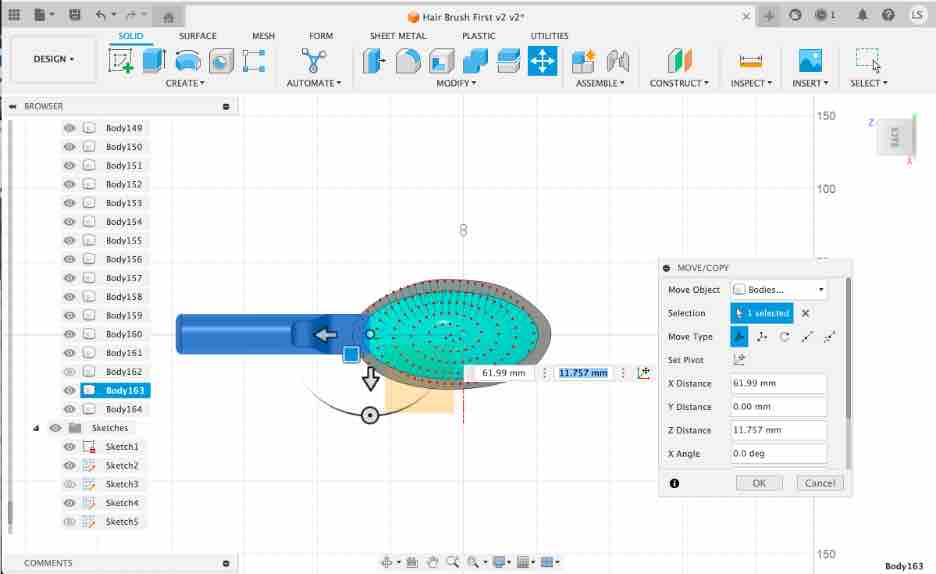 Hair Brush First v2 v2*
1
LS
DESIGN
SOLID SURFACE MESH FORM SHEET METAL PLASTIC UTILITIES
CREATE AUTOMATE MODIFY ASSEMBLE CONSTRUCT INSPECT INSERT SELECT
BROWSER
Body149
Body150
Body151
Body152
Body153
Body154
Body155
Body156
Body157
Body158
Body159
Body160
Body161
Body162
Body163
Body164
Sketches
Sketch1
Sketch2
Sketch3
Sketch4
Sketch5
COMMENTS
150
100
Z
X
61.99 mm
11.757 mm
MOVE/COPY
Move Object Bodies...
Selection 1 selected
Move Type
Set Pivot
X Distance 61.99 mm
Y Distance 0.00 mm
Z Distance 11.757 mm
X Angle 0.0 deg
OK Cancel
150
Body163